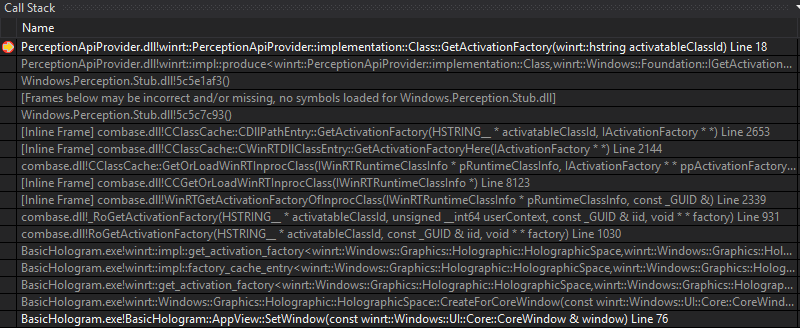 Call Stack
Name
PerceptionApiProvider.dll!winrt::PerceptionApiProvider::implementation::Class::GetActivationFactory(winrt::hstring activatableClassId) Line 18
PerceptionApiProvider.dll!winrt::impl::produce<winrt::PerceptionApiProvider::implementation::Class,winrt::Windows::Foundation::IGetActivation...
Windows.Perception.Stub.dll!5c5e1af3()
[Frames below may be incorrect and/or missing, no symbols loaded for Windows.Perception.Stub.dll]
Windows.Perception.Stub.dll!5c5c7c93()
[Inline Frame] combase.dll!CClassCache::CDllPathEntry::GetActivationFactory(HSTRING__ * activatableClassId, IActivationFactory * *) Line 2653
[Inline Frame] combase.dll!CClassCache::CWinRTDllClassEntry::GetActivationFactoryHere(IActivationFactory * *) Line 2144
combase.dll!CClassCache::GetOrLoadWinRTInprocClass(IWinRTRuntimeClassInfo * pRuntimeClassInfo, IActivationFactory * * ppActivationFactory...
[Inline Frame] combase.dll!CCGetOrLoadWinRTInprocClass(IWinRTRuntimeClassInfo *) Line 8123
[Inline Frame] combase.dll!WinRTGetActivationFactoryOfInprocClass(IWinRTRuntimeClassInfo * pRuntimeClassInfo, const _GUID &) Line 2339
combase.dll!_RoGetActivationFactory(HSTRING__ * activatableClassId, unsigned __int64 userContext, const _GUID & iid, void * * factory) Line 931
combase.dll!RoGetActivationFactory(HSTRING__ * activatableClassId, const _GUID & iid, void * * factory) Line 1030
BasicHologram.exe!winrt::impl::get_activation_factory<winrt::Windows::Graphics::Holographic::HolographicSpace,winrt::Windows::Graphics::Hol...
BasicHologram.exe!winrt::impl::factory_cache_entry<winrt::Windows::Graphics::Holographic::HolographicSpace,winrt::Windows::Graphics::Holog...
BasicHologram.exe!winrt::get_activation_factory<winrt::Windows::Graphics::Holographic::HolographicSpace,winrt::Windows::Graphics::Holograp...
BasicHologram.exe!winrt::Windows::Graphics::Holographic::HolographicSpace::CreateForCoreWindow(const winrt::Windows::UI::Core::CoreWind...
BasicHologram.exe!BasicHologram::AppView::SetWindow(const winrt::Windows::UI::Core::CoreWindow & window) Line 76